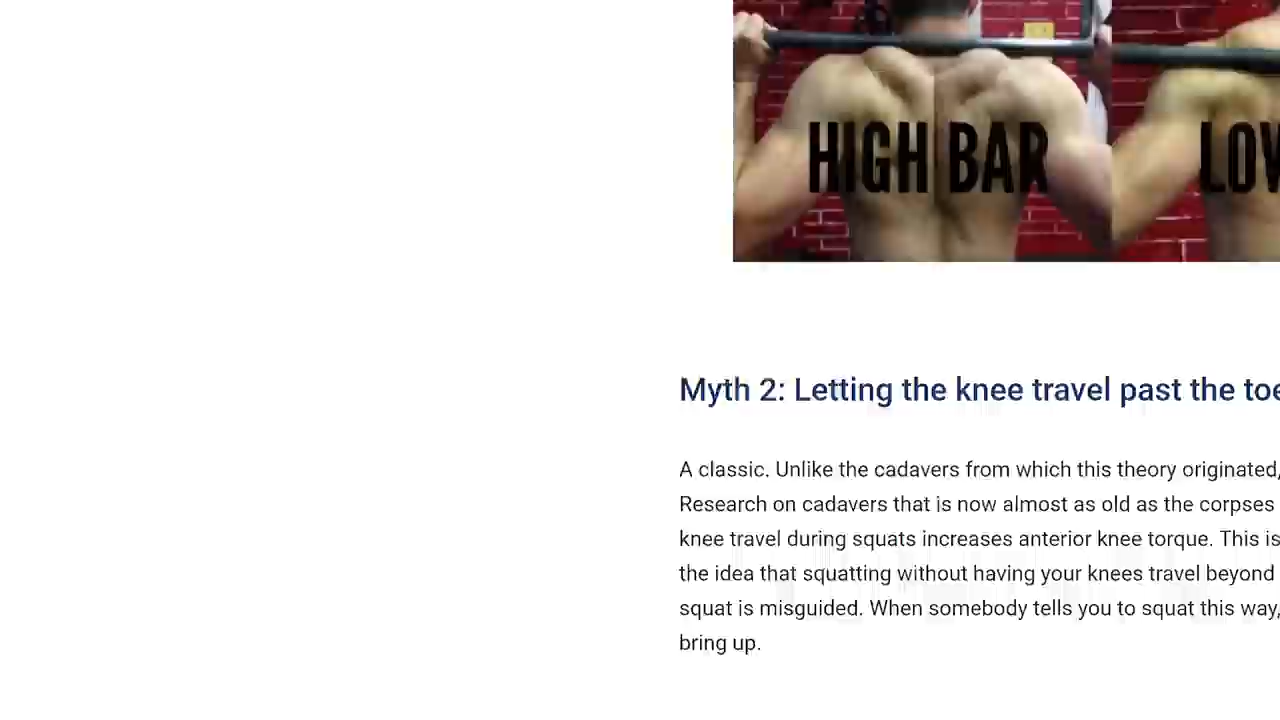 HIGH BAR
Myth 2: Letting the knee travel past the
A classic. Unlike the cadavers from which this theory originated,
Research on cadavers that is now almost as old as the corpses
knee travel during squats increases anterior knee torque. This is
the idea that squatting without having your knees travel beyond
squat is misguided. When somebody tells you to squat this way,
bring up.